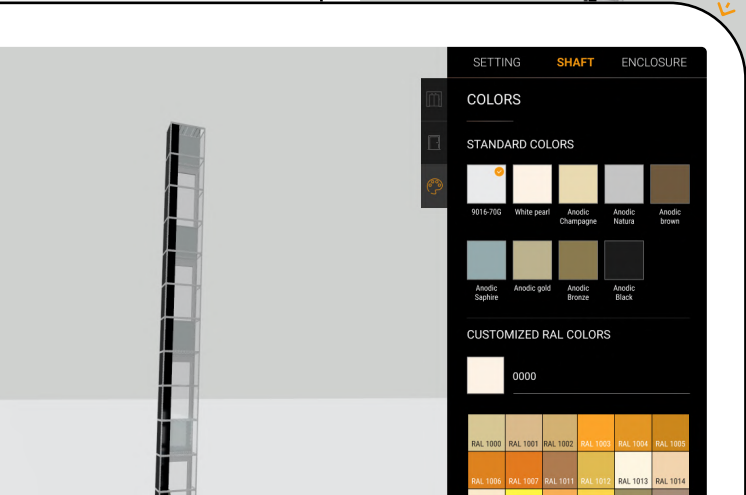 SETTING SHAFT ENCLOSURE
COLORS
STANDARD COLORS
9016-70G White pearl Anodic Champagne Anodic Natura Anodic brown
Anodic Saphire Anodic gold Anodic Bronze Anodic Black
CUSTOMIZED RAL COLORS
0000
RAL 1000 RAL 1001 RAL 1002 RAL 1003 RAL 1004 RAL 1005
RAL 1006 RAL 1007 RAL 1011 RAL 1012 RAL 1013 RAL 1014